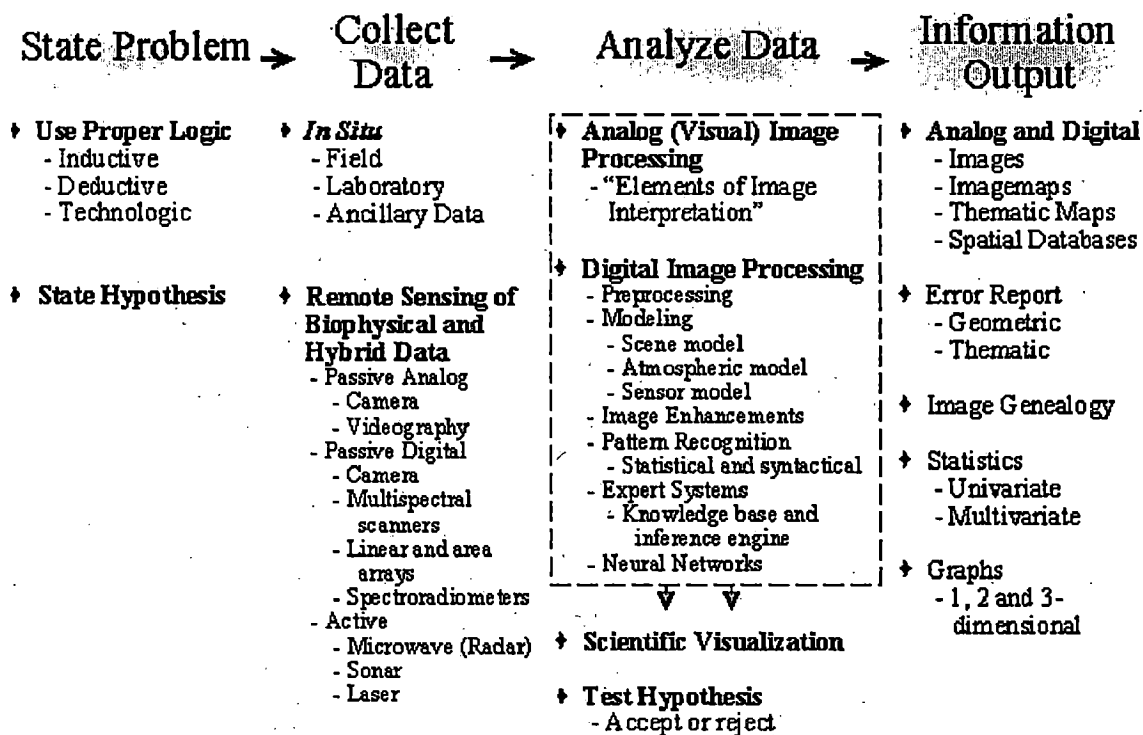 State Problem → Collect Data → Analyze Data → Information Output
♦ Use Proper Logic
- Inductive
- Deductive
- Technologic
♦ State Hypothesis
♦ In Situ
- Field
- Laboratory
- Ancillary Data
♦ Remote Sensing of
Biophysical and
Hybrid Data
- Passive Analog
- Camera
- Videography
- Passive Digital
- Camera
- Multispectral
scanners
- Linear and area
arrays
- Spectroradiometers
- Active
- Microwave (Radar)
- Sonar
- Laser
♦ Analog (Visual) Image
Processing
- “Elements of Image
Interpretation”
♦ Digital Image Processing
- Preprocessing
- Modeling
- Scene model
- Atmospheric model
- Sensor model
- Image Enhancements
- Pattern Recognition
- Statistical and syntactical
- Expert Systems
- Knowledge base and
inference engine
- Neural Networks
♦ Scientific Visualization
♦ Test Hypothesis
- Accept or reject
♦ Analog and Digital
- Images
- Imagemaps
- Thematic Maps
- Spatial Databases
♦ Error Report
- Geometric
- Thematic
♦ Image Genealogy
♦ Statistics
- Univariate
- Multivariate
♦ Graphs
- 1, 2 and 3-
dimensional